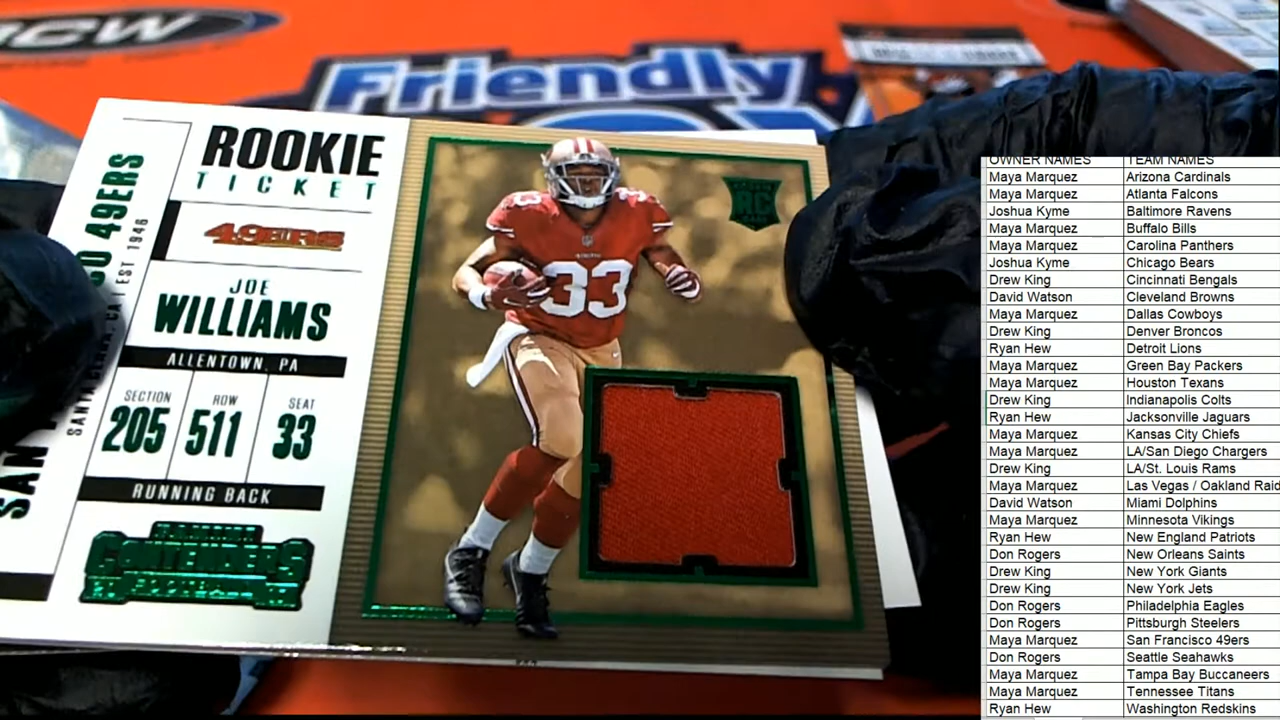 CW
Friendly
ROOKIE
TICKET
49ERS
JOE
WILLIAMS
ALLENTOWN, PA
SECTION
205
ROW
511
SEAT
33
RUNNING BACK
CONTENDERS
FOOTBALL
EST 1946
33
RC
OWNER NAMES TEAM NAMES
Maya Marquez Arizona Cardinals
Maya Marquez Atlanta Falcons
Joshua Kyme Baltimore Ravens
Maya Marquez Buffalo Bills
Maya Marquez Carolina Panthers
Joshua Kyme Chicago Bears
Drew King Cincinnati Bengals
David Watson Cleveland Browns
Maya Marquez Dallas Cowboys
Drew King Denver Broncos
Ryan Hew Detroit Lions
Maya Marquez Green Bay Packers
Maya Marquez Houston Texans
Drew King Indianapolis Colts
Ryan Hew Jacksonville Jaguars
Maya Marquez Kansas City Chiefs
Maya Marquez LA/San Diego Chargers
Drew King LA/St. Louis Rams
Maya Marquez Las Vegas / Oakland Raid
David Watson Miami Dolphins
Maya Marquez Minnesota Vikings
Ryan Hew New England Patriots
Don Rogers New Orleans Saints
Drew King New York Giants
Drew King New York Jets
Don Rogers Philadelphia Eagles
Don Rogers Pittsburgh Steelers
Maya Marquez San Francisco 49ers
Don Rogers Seattle Seahawks
Maya Marquez Tampa Bay Buccaneers
Maya Marquez Tennessee Titans
Ryan Hew Washington Redskins